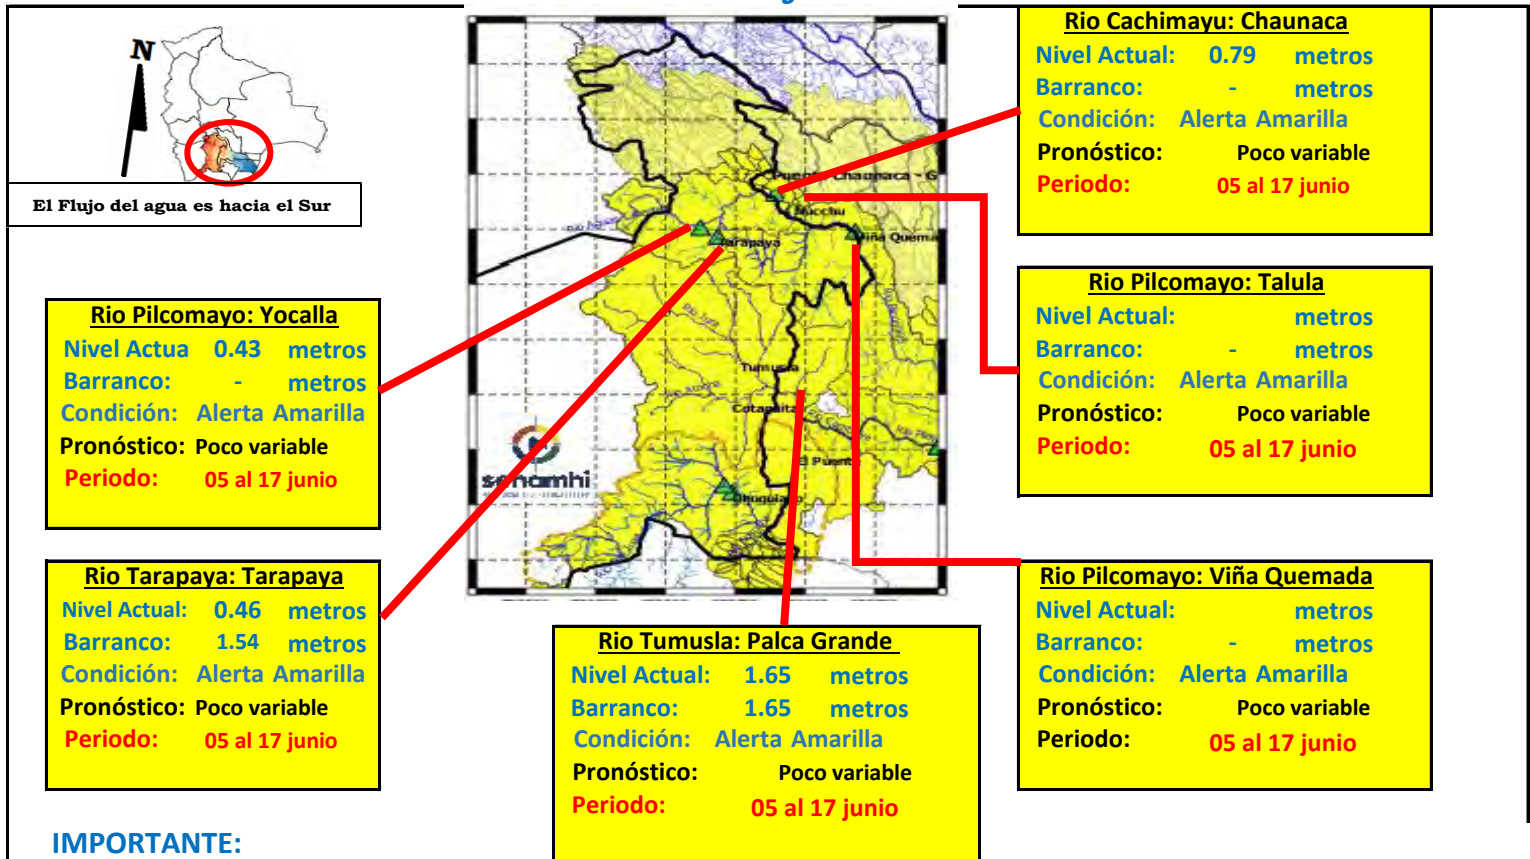 N
El Flujo del agua es hacia el Sur
Rio Cachimayu: Chaunaca
Nivel Actual: 0.79 metros
Barranco: - metros
Condición: Alerta Amarilla
Pronóstico: Poco variable
Periodo: 05 al 17 junio
Puente Chaunaca - G
Tarapaya
Viña Quema
Tumusla
Cotagaita
El Puente
senamhi
Rio Pilcomayo: Talula
Nivel Actual: metros
Barranco: - metros
Condición: Alerta Amarilla
Pronóstico: Poco variable
Periodo: 05 al 17 junio
Rio Pilcomayo: Yocalla
Nivel Actua 0.43 metros
Barranco: - metros
Condición: Alerta Amarilla
Pronóstico: Poco variable
Periodo: 05 al 17 junio
Rio Tarapaya: Tarapaya
Nivel Actual: 0.46 metros
Barranco: 1.54 metros
Condición: Alerta Amarilla
Pronóstico: Poco variable
Periodo: 05 al 17 junio
Rio Tumusla: Palca Grande
Nivel Actual: 1.65 metros
Barranco: 1.65 metros
Condición: Alerta Amarilla
Pronóstico: Poco variable
Periodo: 05 al 17 junio
Rio Pilcomayo: Viña Quemada
Nivel Actual: metros
Barranco: - metros
Condición: Alerta Amarilla
Pronóstico: Poco variable
Periodo: 05 al 17 junio
IMPORTANTE: